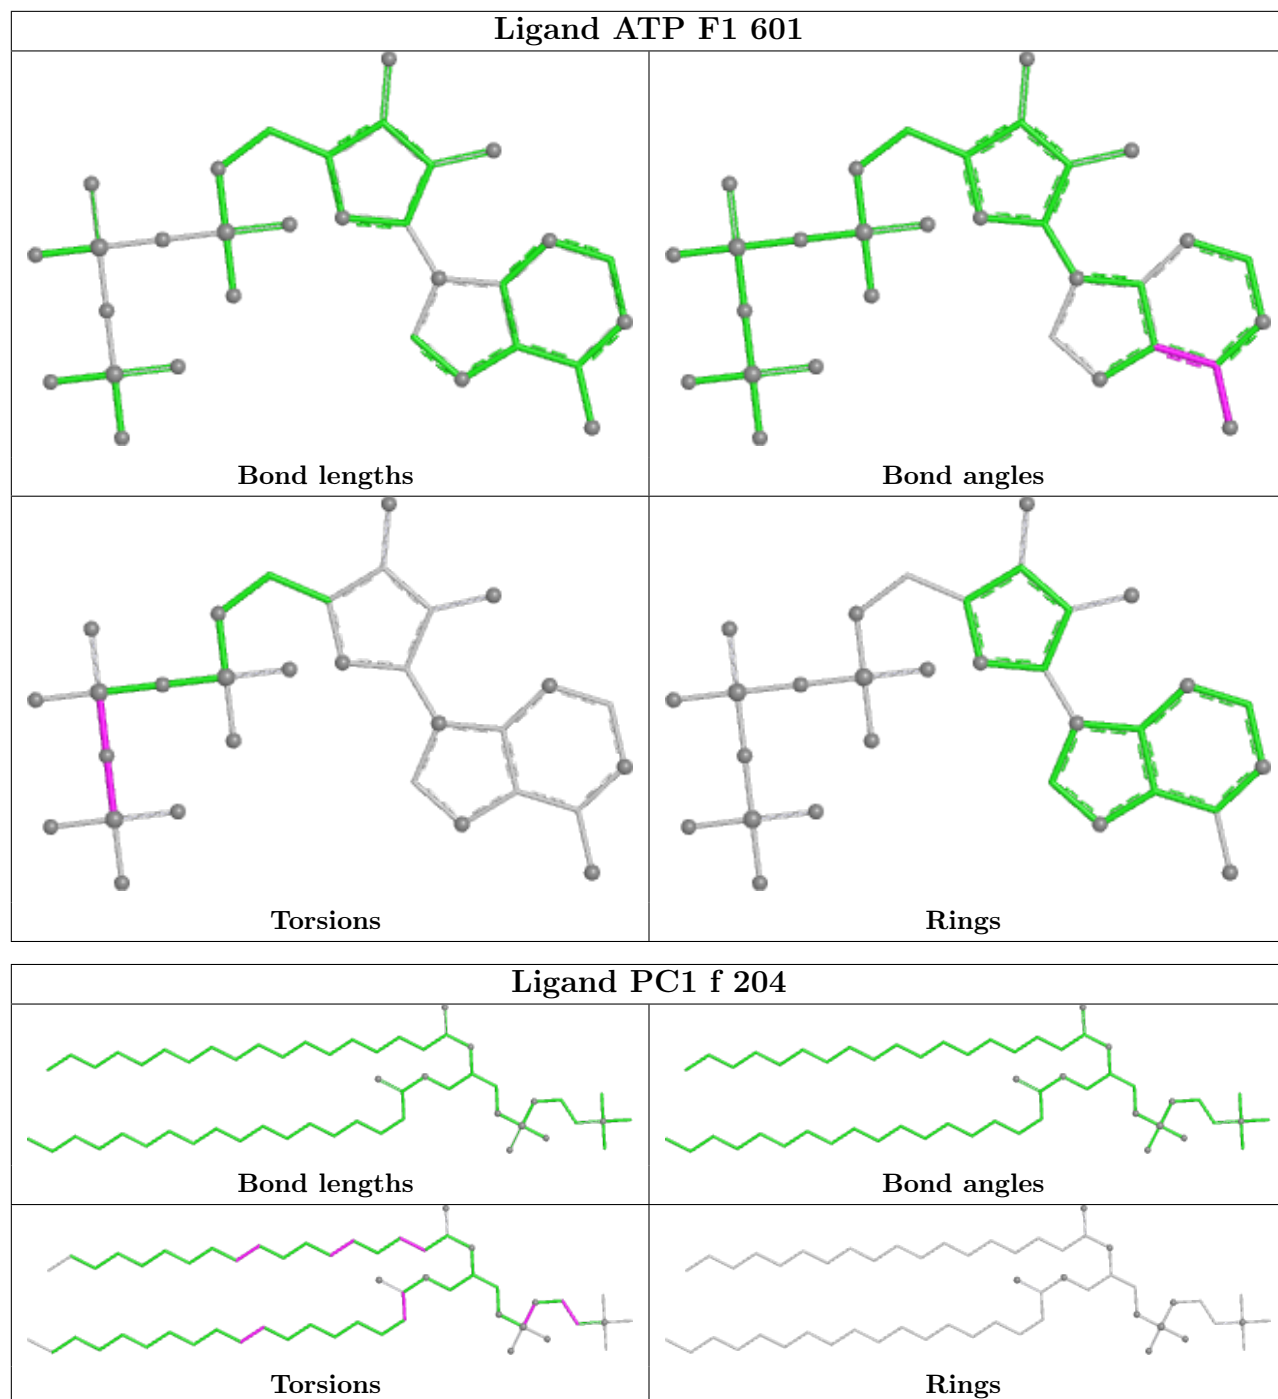 Ligand ATP F1 601
Bond lengths
Bond angles
Torsions
Rings
Ligand PC1 f 204
Bond lengths
Bond angles
Torsions
Rings